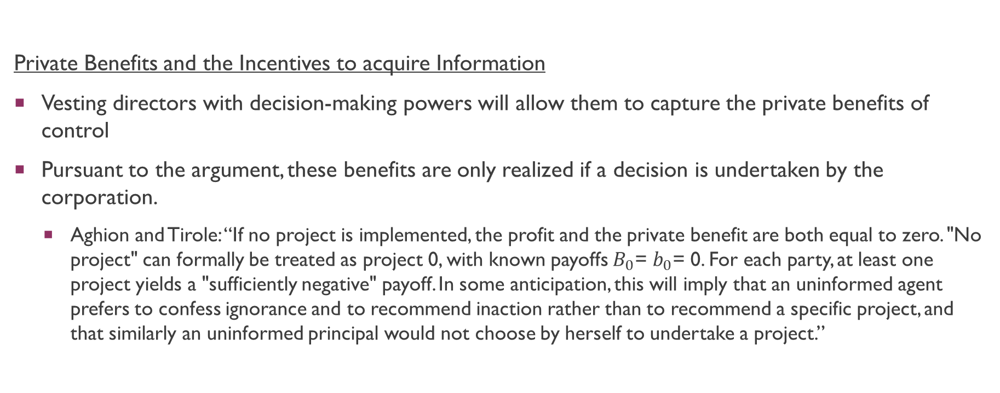 Private Benefits and the Incentives to acquire Information
Vesting directors with decision-making powers will allow them to capture the private benefits of
control
Pursuant to the argument, these benefits are only realized if a decision is undertaken by the
corporation.
Aghion and Tirole: “If no project is implemented, the profit and the private benefit are both equal to zero. "No
project" can formally be treated as project 0, with known payoffs B₀= b₀= 0. For each party, at least one
project yields a "sufficiently negative" payoff. In some anticipation, this will imply that an uninformed agent
prefers to confess ignorance and to recommend inaction rather than to recommend a specific project, and
that similarly an uninformed principal would not choose by herself to undertake a project.”